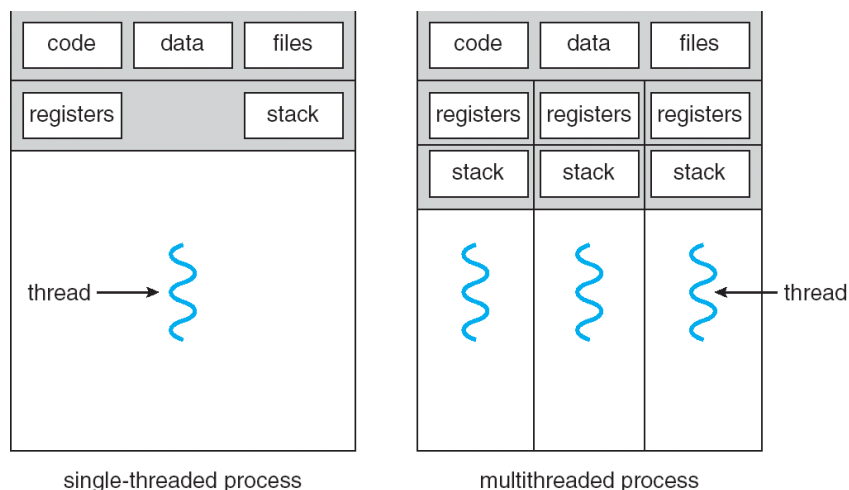 code data files
registers stack
thread
single-threaded process
code data files
registers registers registers
stack stack stack
thread
multithreaded process